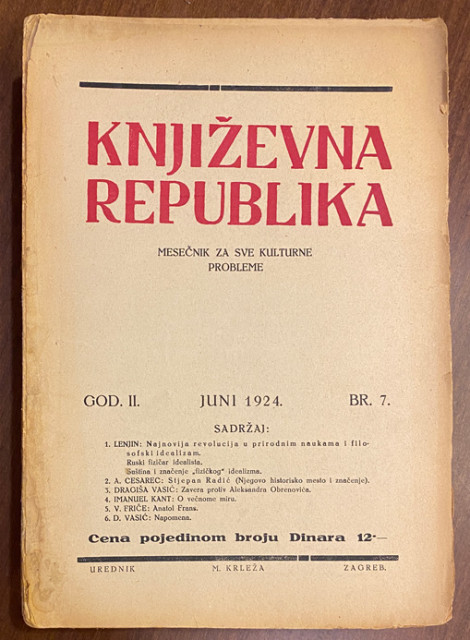 KNJIŽEVNA
REPUBLIKA
MESEČNIK ZA SVE KULTURNE
PROBLEME
GOD. II. JUNI 1924. BR. 7.
SADRŽAJ:
1. LENJIN: Najnovija revolucija u prirodnim naukama i filo-
sofski idealizam.
Ruski fizičar idealista.
Suština i značenje „fizičkog" idealizma.
2. A. CESAREC: Stjepan Radić (Njegovo historisko mesto i značenje).
3. DRAGIŠA VASIĆ: Zavera protiv Aleksandra Obrenovića.
4. IMANUEL KANT: O večnome miru.
5. V. FRIČE: Anatol Frans.
6. D. VASIĆ: Napomena.
Cena pojedinom broju Dinara 12·—
UREDNIK M. KRLEŽA ZAGREB.